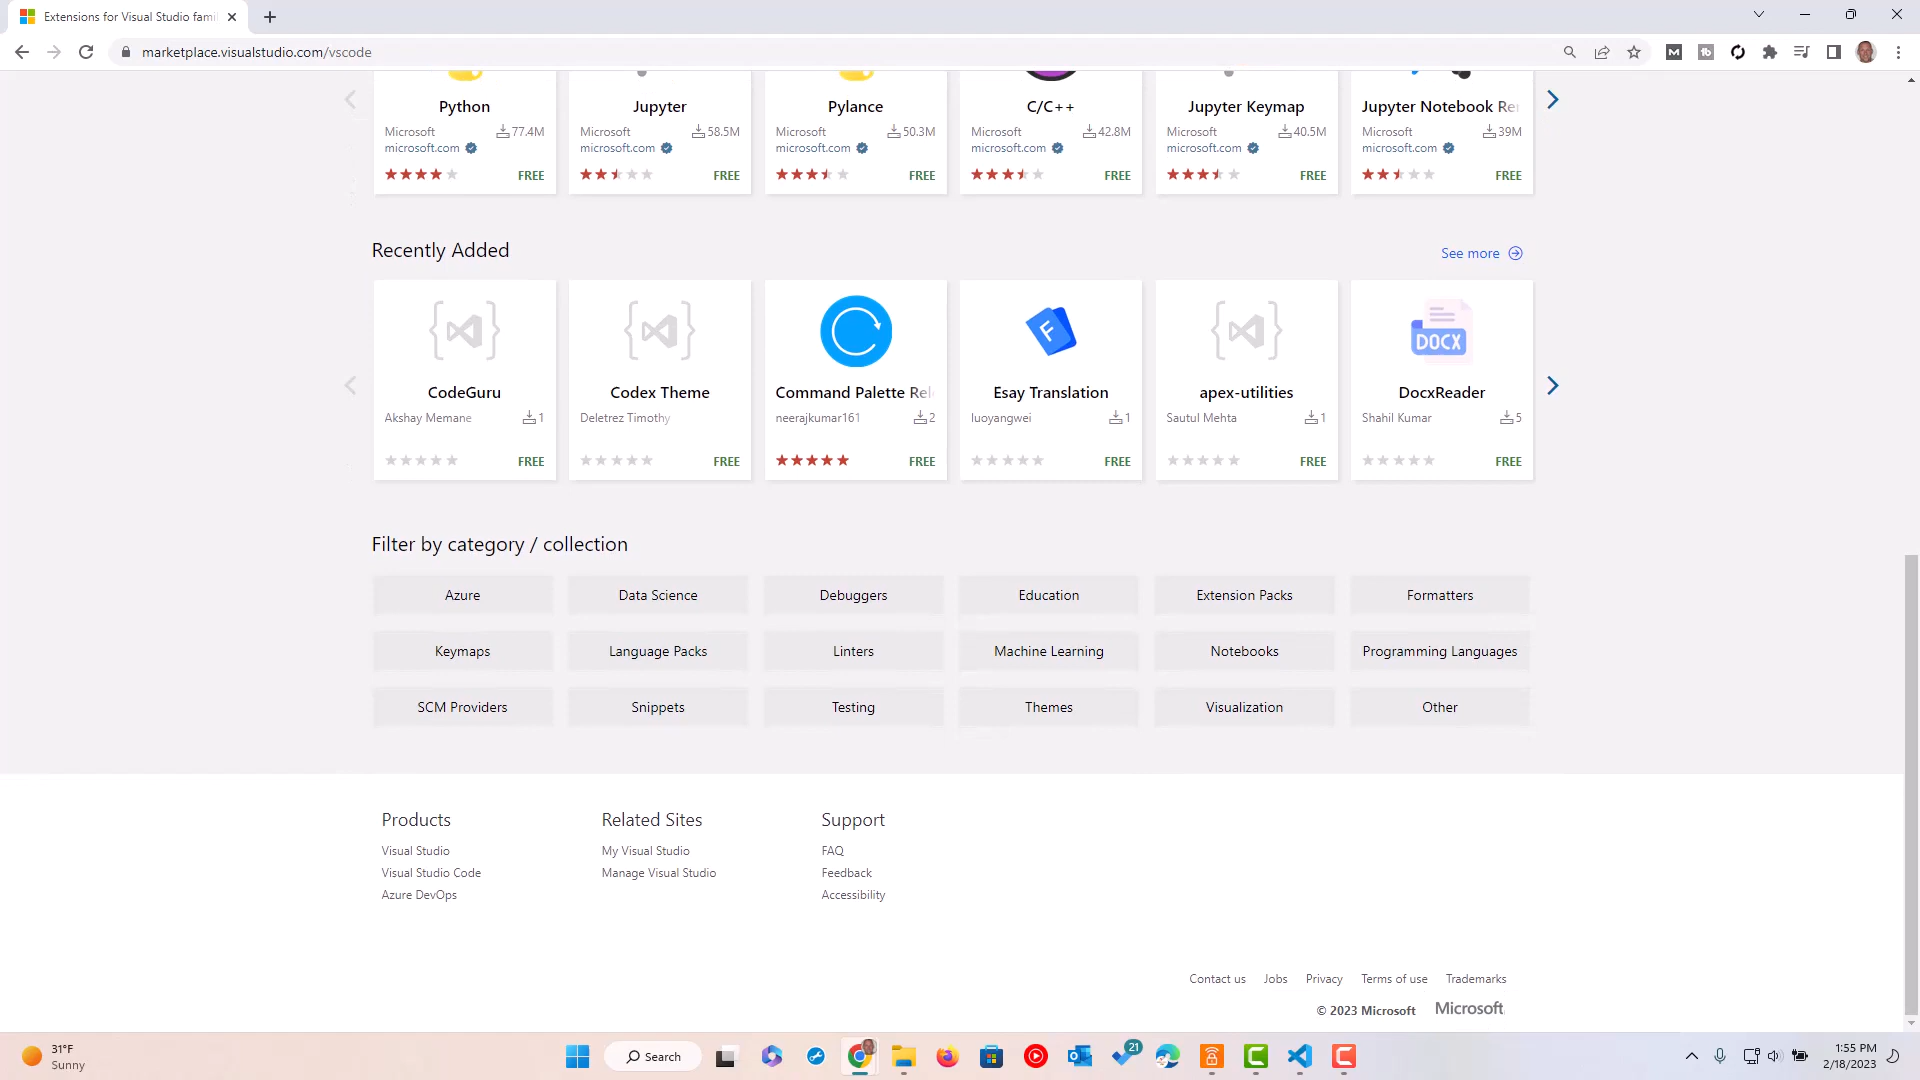 Extensions for Visual Studio fami
marketplace.visualstudio.com/vscode
Python
Jupyter
Pylance
C/C++
Jupyter Keymap
Jupyter Notebook Ren
Microsoft 77.4M
Microsoft 58.5M
Microsoft 50.3M
Microsoft 42.8M
Microsoft 40.5M
Microsoft 39M
microsoft.com
microsoft.com
microsoft.com
microsoft.com
microsoft.com
microsoft.com
FREE
FREE
FREE
FREE
FREE
FREE
Recently Added
See more
F
DOCX
CodeGuru
Codex Theme
Command Palette Rel
Esay Translation
apex-utilities
DocxReader
Akshay Memane 1
Deletrez Timothy
neerajkumar161 2
luoyangwei 1
Sautul Mehta 1
Shahil Kumar 5
FREE
FREE
FREE
FREE
FREE
FREE
Filter by category / collection
Azure
Data Science
Debuggers
Education
Extension Packs
Formatters
Keymaps
Language Packs
Linters
Machine Learning
Notebooks
Programming Languages
SCM Providers
Snippets
Testing
Themes
Visualization
Other
Products
Related Sites
Support
Visual Studio
My Visual Studio
FAQ
Visual Studio Code
Manage Visual Studio
Feedback
Azure DevOps
Accessibility
Contact us
Jobs
Privacy
Terms of use
Trademarks
© 2023 Microsoft
Microsoft
31°F
Sunny
Search
21
1:55 PM
2/18/2023